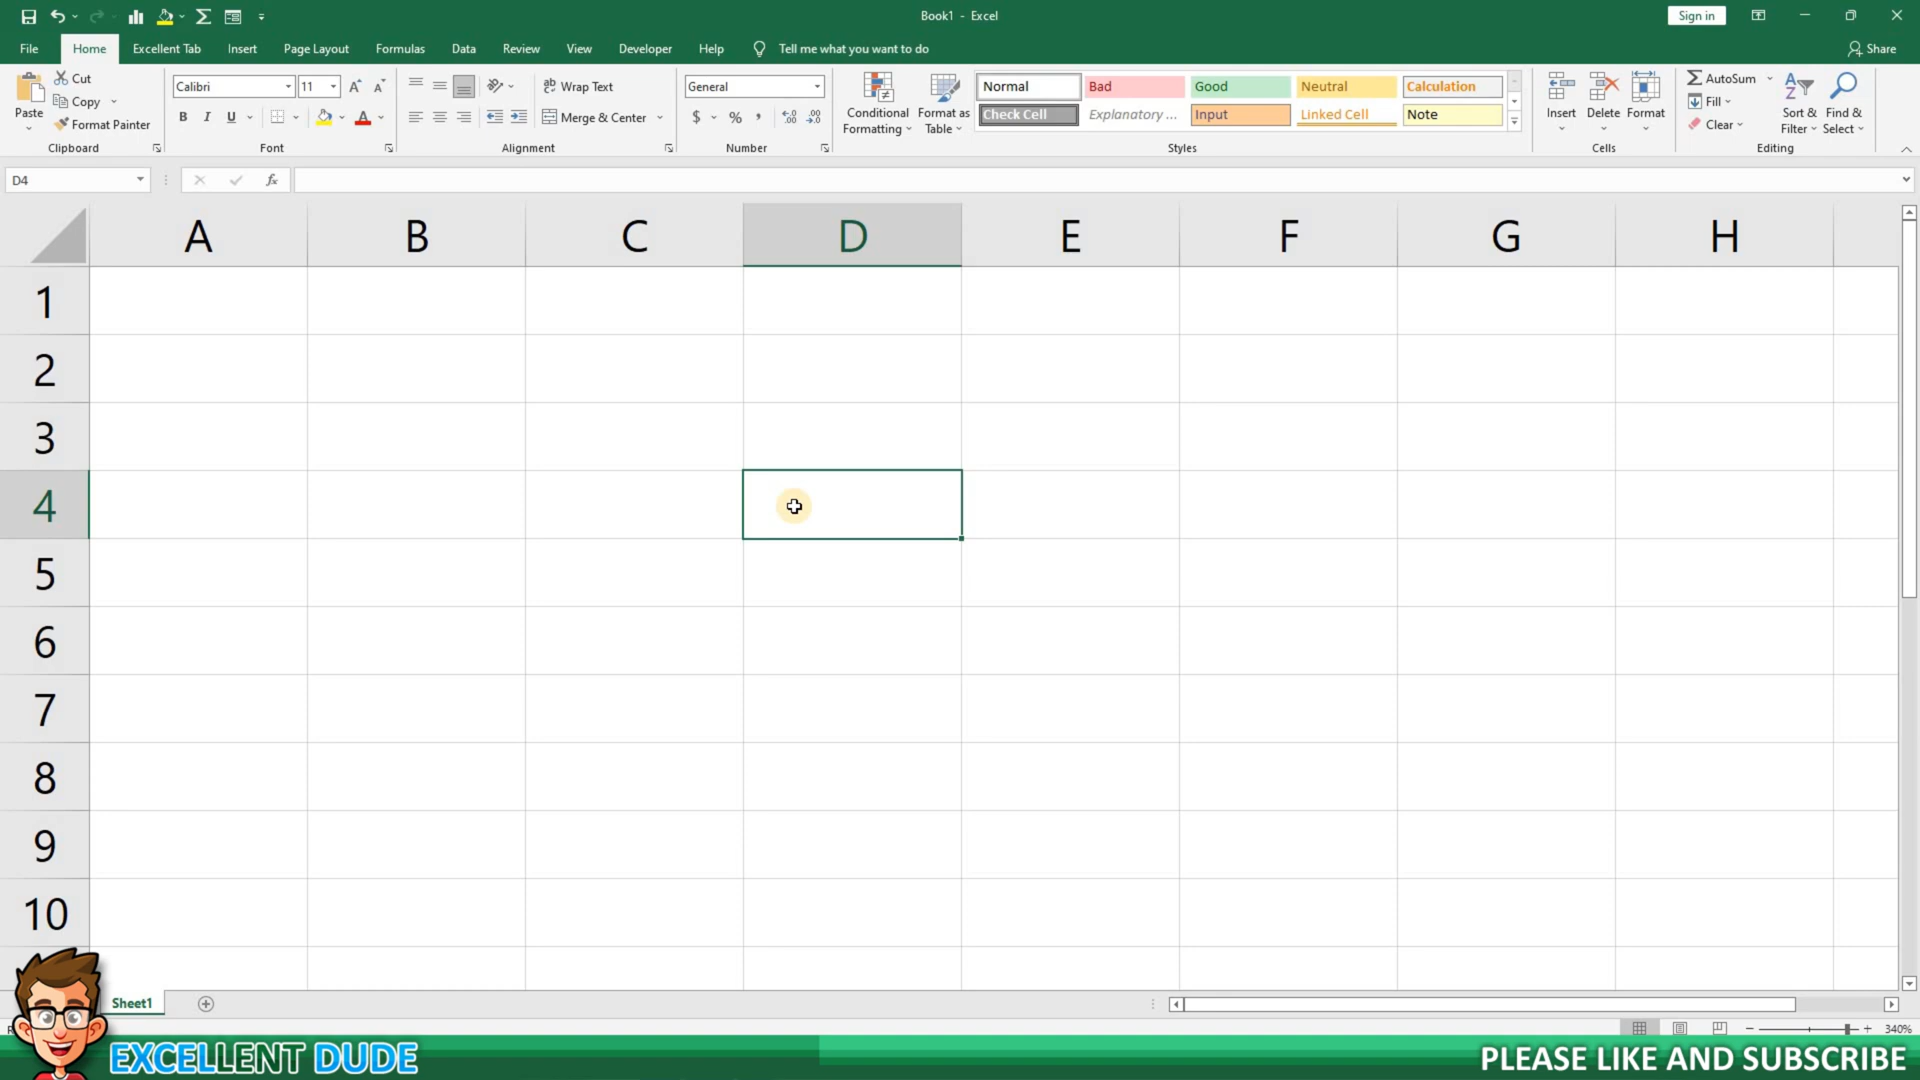 Book1 - Excel
Sign in
File Home Excellent Tab Insert Page Layout Formulas Data Review View Developer Help Tell me what you want to do Share
Paste
Cut
Copy
Format Painter
Clipboard
Calibri 11
B I U
Font
ab Wrap Text
Merge & Center
Alignment
General
$ % ,
Number
Conditional Formatting
Format as Table
Normal Bad Good Neutral Calculation
Check Cell Explanatory ... Input Linked Cell Note
Styles
Insert Delete Format
Cells
AutoSum
Fill
Clear
Sort & Filter
Find & Select
Editing
D4
fx
A B C D E F G H
1
2
3
4
5
6
7
8
9
10
Sheet1
340%
EXCELLENT DUDE
PLEASE LIKE AND SUBSCRIBE